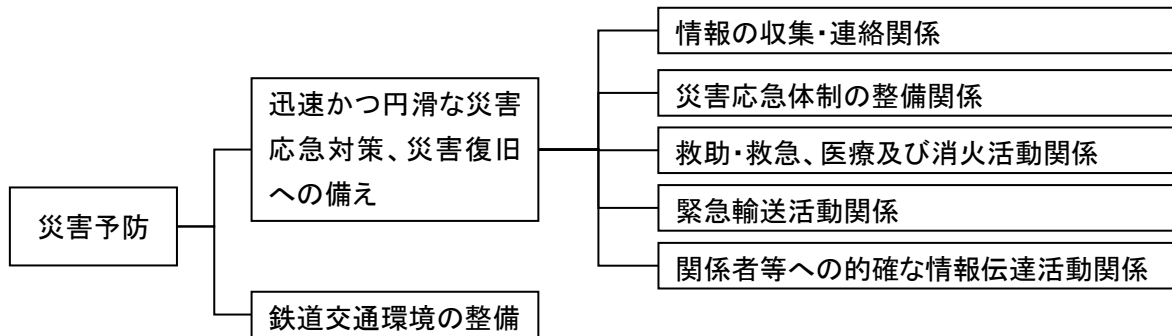 災害予防
迅速かつ円滑な災害
応急対策、災害復旧
への備え
鉄道交通環境の整備
情報の収集・連絡関係
災害応急体制の整備関係
救助・救急、医療及び消火活動関係
緊急輸送活動関係
関係者等への的確な情報伝達活動関係